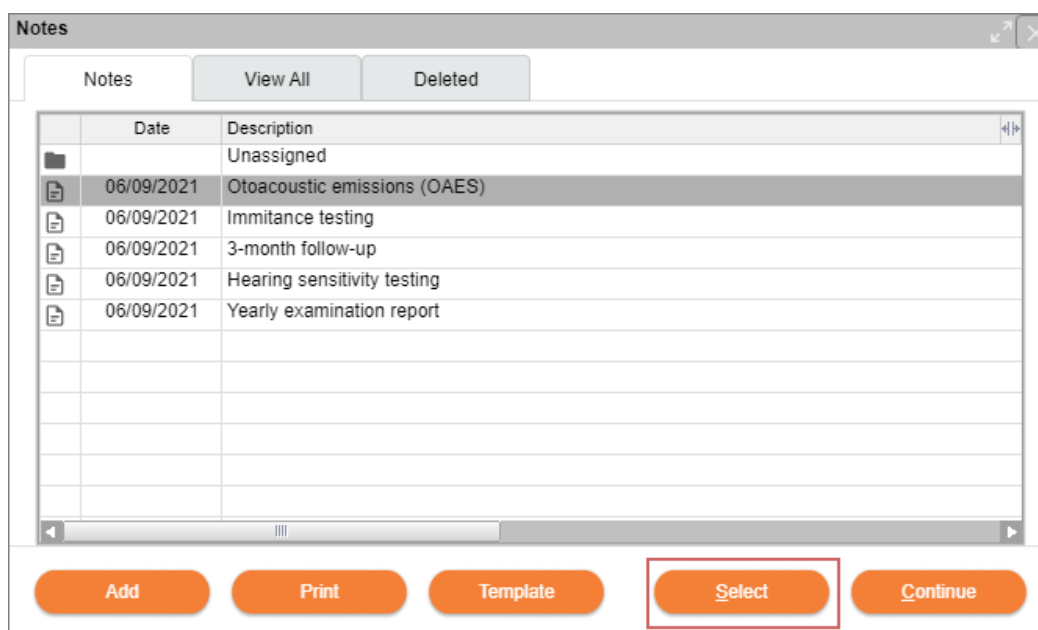 Notes
Notes View All Deleted
Date Description
Unassigned
06/09/2021 Otoacoustic emissions (OAES)
06/09/2021 Immitance testing
06/09/2021 3-month follow-up
06/09/2021 Hearing sensitivity testing
06/09/2021 Yearly examination report
Add Print Template Select Continue